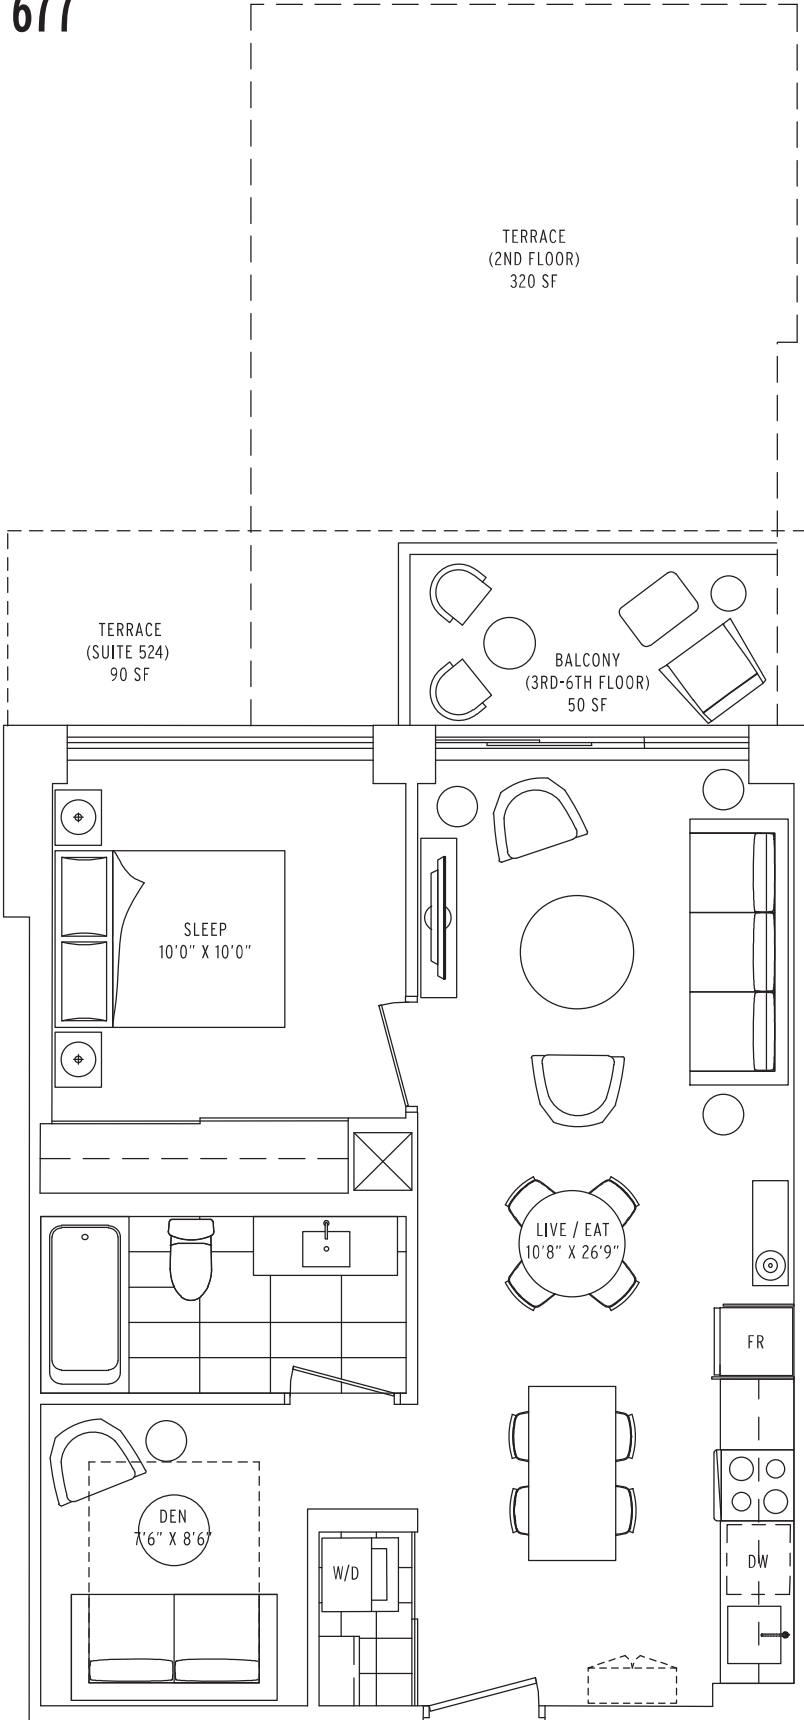 677
TERRACE
(2ND FLOOR)
320 SF
TERRACE
(SUITE 524)
90 SF
BALCONY
(3RD-6TH FLOOR)
50 SF
SLEEP
10'0" X 10'0"
LIVE / EAT
10'8" X 26'9"
FR
DEN
7'6" X 8'6"
W/D
DW